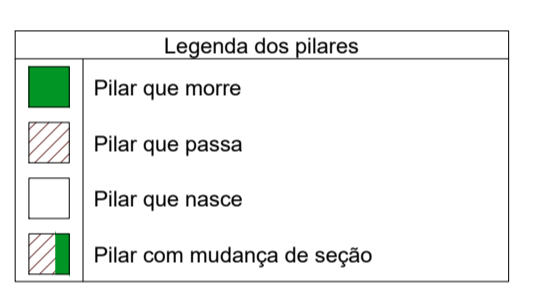 Legenda dos pilares
Pilar que morre
Pilar que passa
Pilar que nasce
Pilar com mudança de seção